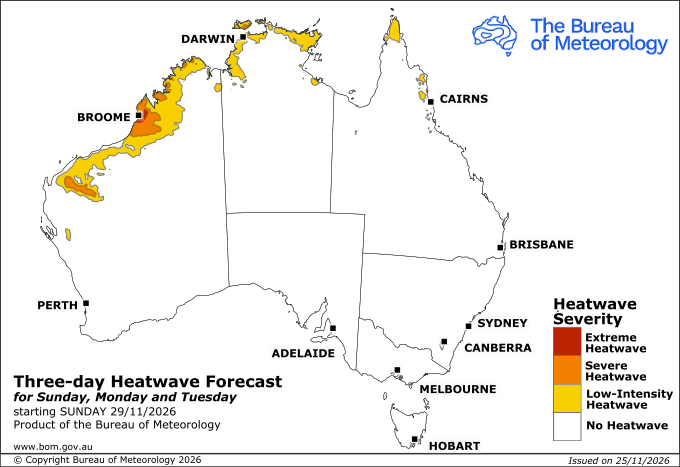 The Bureau
of Meteorology
DARWIN
BROOME
CAIRNS
BRISBANE
PERTH
SYDNEY
CANBERRA
ADELAIDE
MELBOURNE
HOBART
Heatwave
Severity
Extreme
Heatwave
Severe
Heatwave
Low-Intensity
Heatwave
No Heatwave
Three-day Heatwave Forecast
for Sunday, Monday and Tuesday
starting SUNDAY 29/11/2026
Product of the Bureau of Meteorology
www.bom.gov.au
© Copyright Bureau of Meteorology 2026
Issued on 25/11/2026